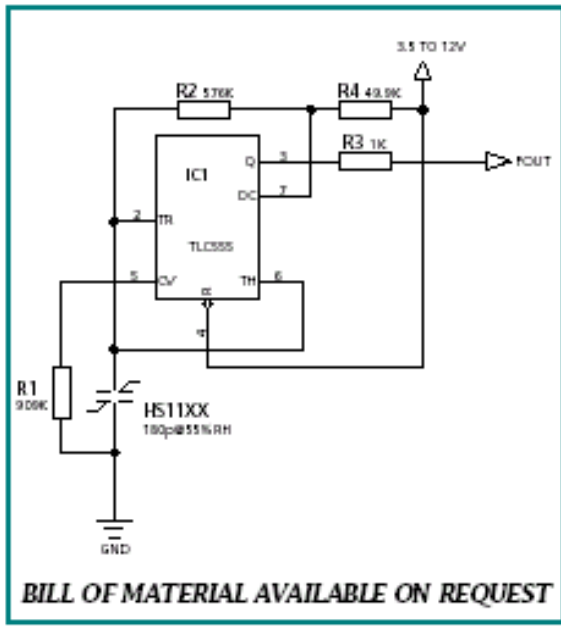 3.5 TO 12V
R2 576K
R4 49.9K
R3 1K
Q 3
FOUT
IC1
DC 7
2 TR
TLC555
5 CV
TH 6
R
4
R1
909K
HS11XX
180p@55%RH
GND
BILL OF MATERIAL AVAILABLE ON REQUEST